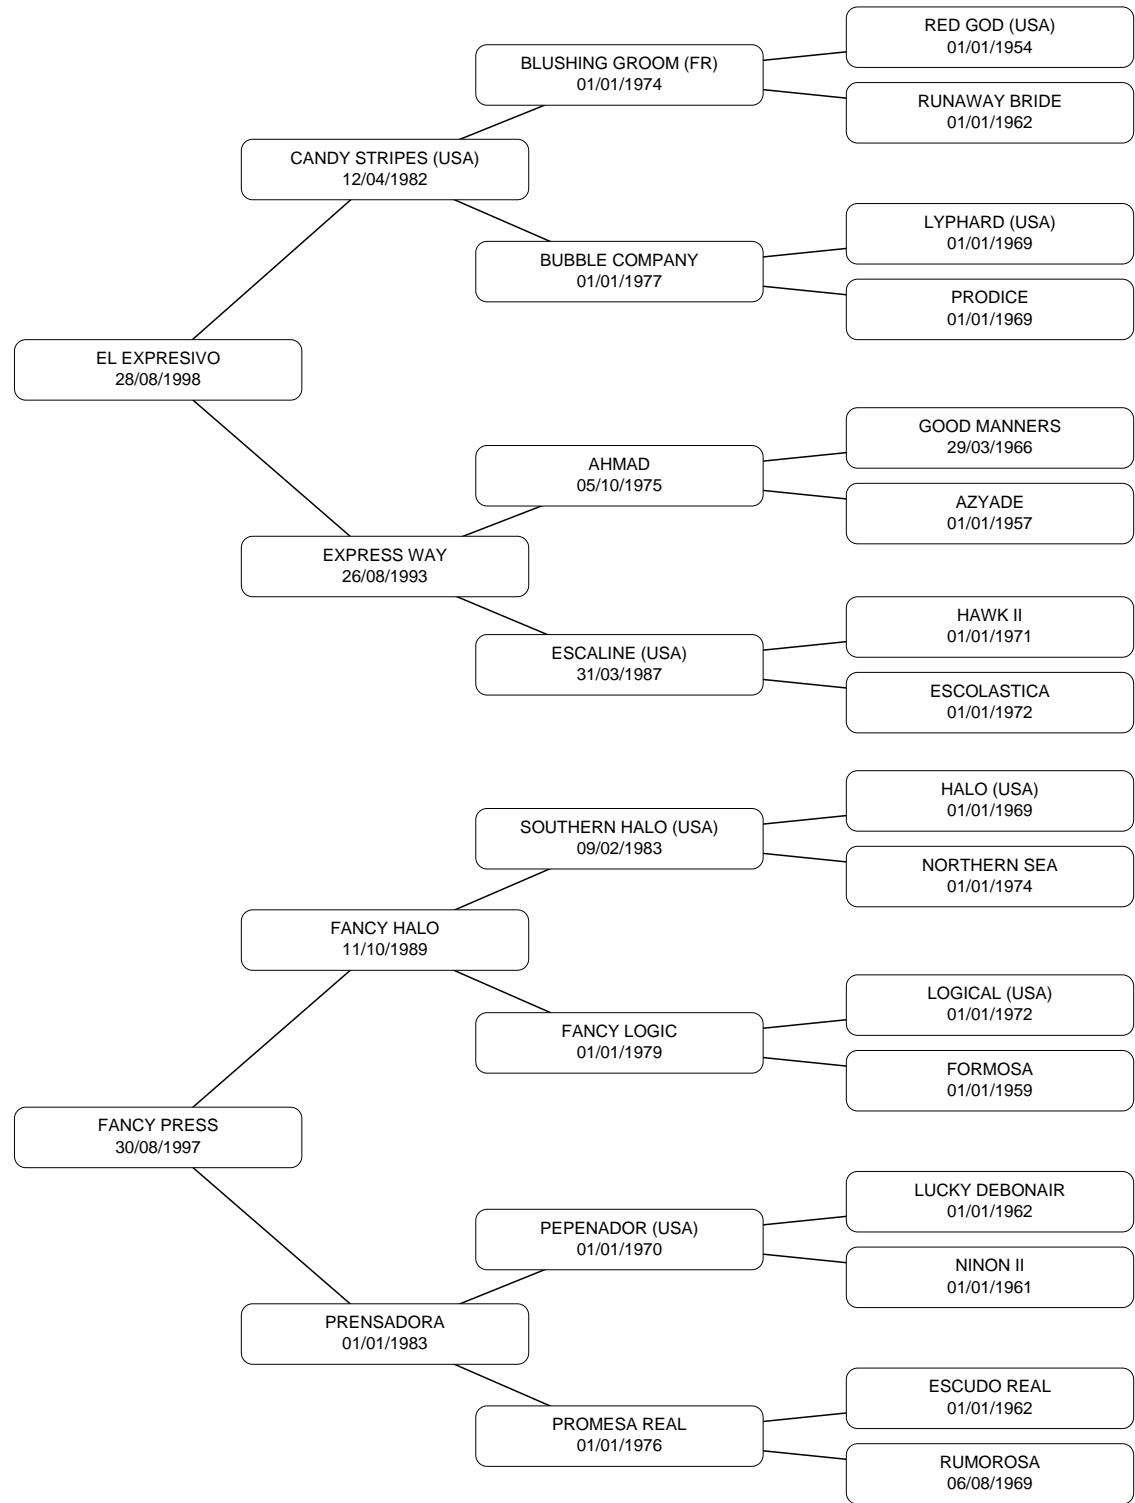 RED GOD (USA)
01/01/1954
BLUSHING GROOM (FR)
01/01/1974
RUNAWAY BRIDE
01/01/1962
CANDY STRIPES (USA)
12/04/1982
LYPHARD (USA)
01/01/1969
BUBBLE COMPANY
01/01/1977
PRODICE
01/01/1969
EL EXPRESIVO
28/08/1998
GOOD MANNERS
29/03/1966
AHMAD
05/10/1975
AZYADE
01/01/1957
EXPRESS WAY
26/08/1993
HAWK II
01/01/1971
ESCALINE (USA)
31/03/1987
ESCOLASTICA
01/01/1972
HALO (USA)
01/01/1969
SOUTHERN HALO (USA)
09/02/1983
NORTHERN SEA
01/01/1974
FANCY HALO
11/10/1989
LOGICAL (USA)
01/01/1972
FANCY LOGIC
01/01/1979
FORMOSA
01/01/1959
FANCY PRESS
30/08/1997
LUCKY DEBONAIR
01/01/1962
PEPENADOR (USA)
01/01/1970
NINON II
01/01/1961
PRENSADORA
01/01/1983
ESCUDO REAL
01/01/1962
PROMESA REAL
01/01/1976
RUMOROSA
06/08/1969